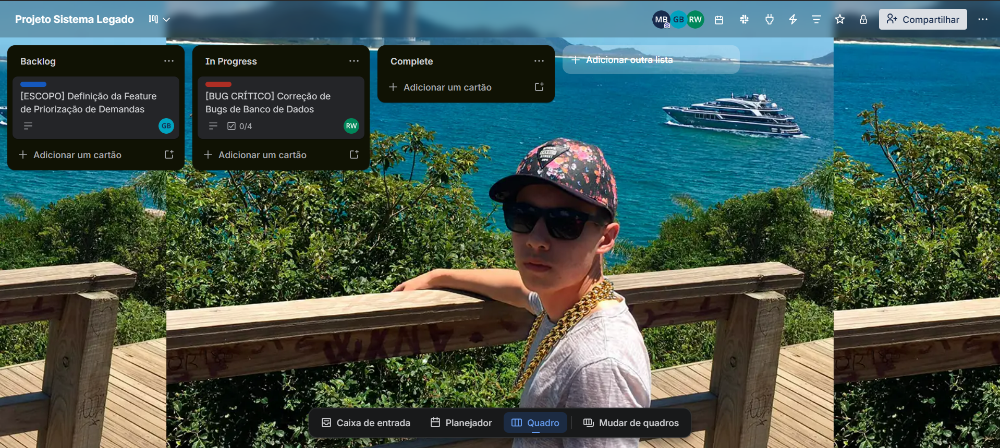 Projeto Sistema Legado
MB GB RW
Compartilhar
Backlog
[ESCOPO] Definição da Feature
de Priorização de Demandas
GB
Adicionar um cartão
In Progress
[BUG CRÍTICO] Correção de
Bugs de Banco de Dados
0/4
RW
Adicionar um cartão
Complete
Adicionar um cartão
Adicionar outra lista
STREET
Caixa de entrada
Planejador
Quadro
Mudar de quadros